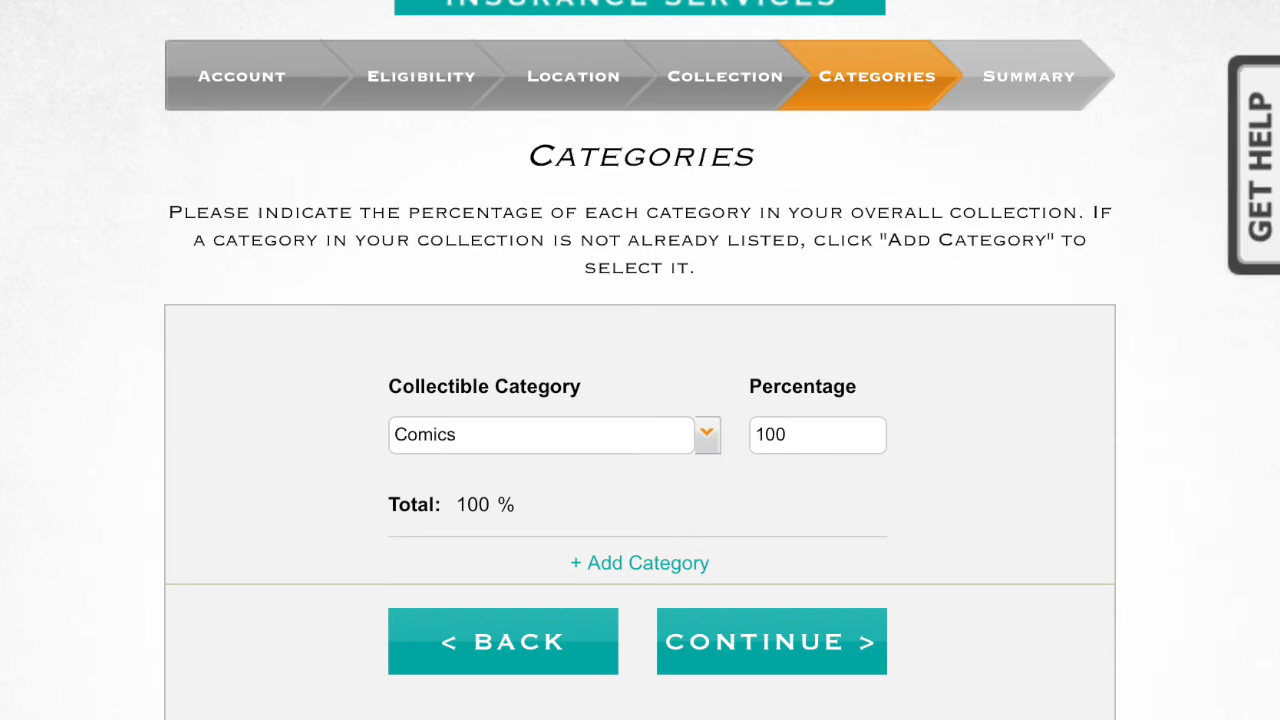 INSURANCE SERVICES
ACCOUNT
ELIGIBILITY
LOCATION
COLLECTION
CATEGORIES
SUMMARY
GET HELP
CATEGORIES
PLEASE INDICATE THE PERCENTAGE OF EACH CATEGORY IN YOUR OVERALL COLLECTION. IF
A CATEGORY IN YOUR COLLECTION IS NOT ALREADY LISTED, CLICK "ADD CATEGORY" TO
SELECT IT.
Collectible Category Percentage
Comics 100
Total: 100 %
+ Add Category
< BACK CONTINUE >